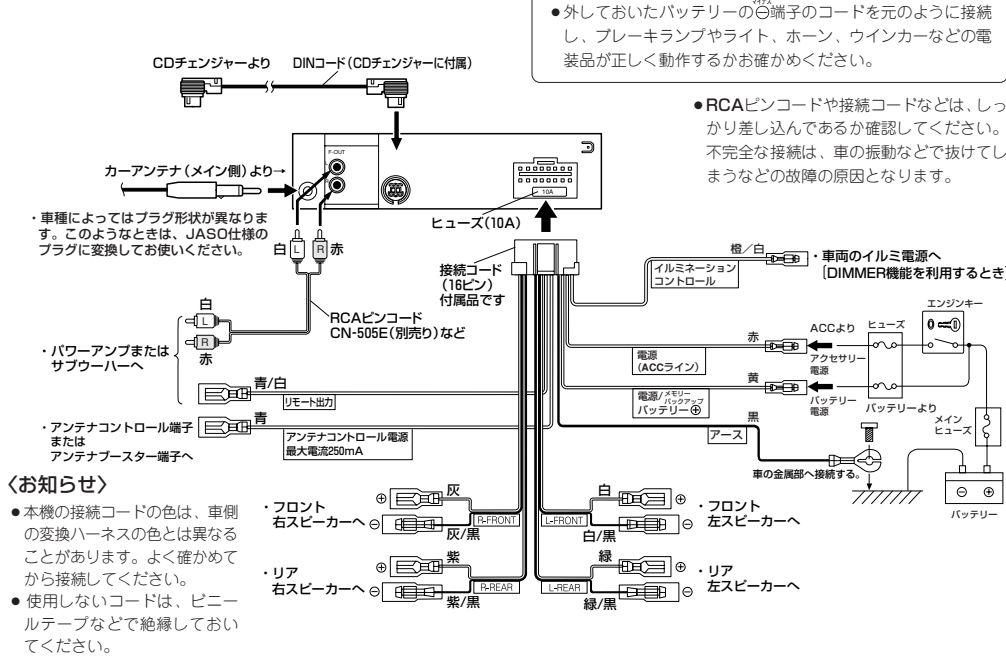 ●外しておいたバッテリーの⊖端子のコードを元のように接続
マイナス
し、ブレーキランプやライト、ホーン、ウインカーなどの電
装品が正しく動作するかお確かめください。
●RCAピンコードや接続コードなどは、しっ
かり差し込んであるか確認してください。
不完全な接続は、車の振動などで抜けてし
まうなどの故障の原因となります。
CDチェンジャーより
DINコード(CDチェンジャーに付属)
F-OUT
10A
カーアンテナ(メイン側)より→
・車種によってはプラグ形状が異なりま
す。このようなときは、JASO仕様の
プラグに変換してお使いください。
ヒューズ(10A)
白 L R 赤
接続コード
(16ピン)
付属品です
RCAピンコード
CN-505E(別売り)など
白
L
R
赤
・パワーアンプまたは
サブウーハーへ
青/白
リモート出力
・アンテナコントロール端子
または
アンテナブースター端子へ
青
アンテナコントロール電源
最大電流250mA
橙/白
イルミネーション
コントロール
・車両のイルミ電源へ
[DIMMER機能を利用するとき]
赤
電源
(ACCライン)
ACCより
アクセサリー
電源
ヒューズ
エンジンキー
黄
電源/メモリーバックアップ
バッテリー⊕
バッテリー
電源
バッテリーより
メイン
ヒューズ
黒
アース
車の金属部へ接続する。
⊖ ⊕
バッテリー
〈お知らせ〉
●本機の接続コードの色は、車側
の変換ハーネスの色とは異なる
ことがあります。よく確かめて
から接続してください。
●使用しないコードは、ビニー
ルテープなどで絶縁しておい
てください。
・フロント
右スピーカーへ
⊕ 灰
⊖ 灰/黒
R-FRONT
・リア
右スピーカーへ
⊕ 紫
⊖ 紫/黒
R-REAR
白 ⊕
白/黒 ⊖
L-FRONT
・フロント
左スピーカーへ
緑 ⊕
緑/黒 ⊖
L-REAR
・リア
左スピーカーへ